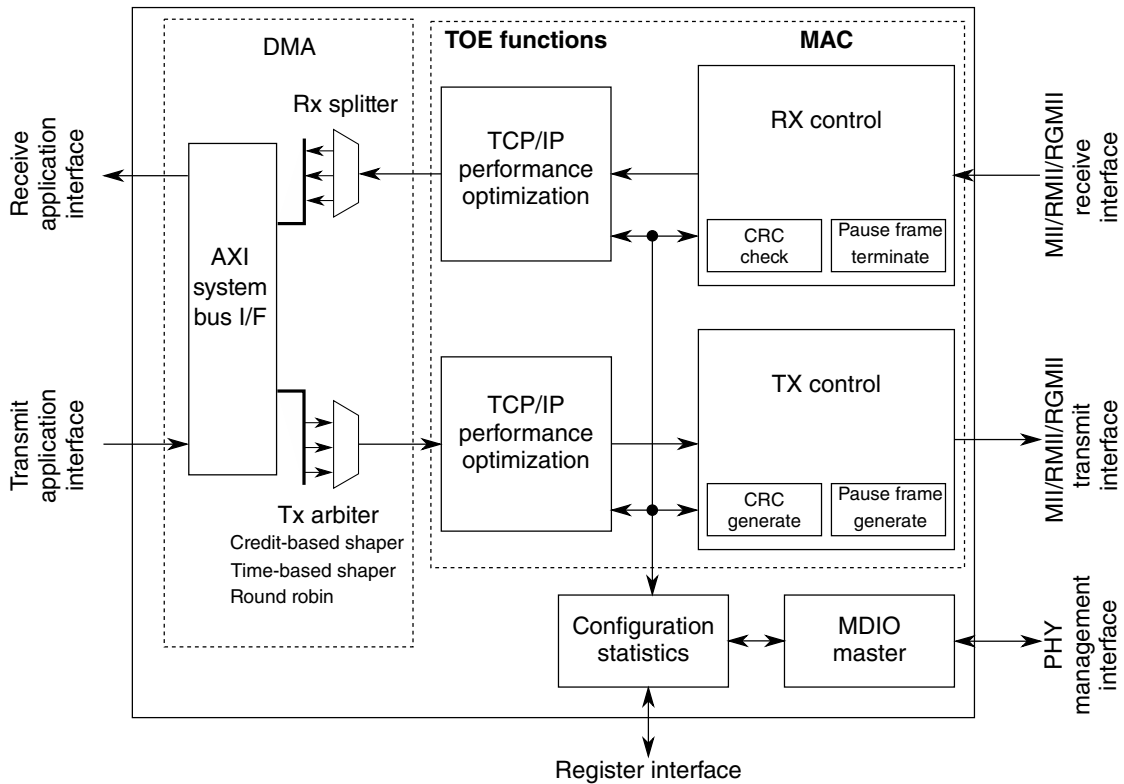 DMA
TOE functions
MAC
Rx splitter
TCP/IP
performance
optimization
RX control
CRC
check
Pause frame
terminate
Receive
application
interface
MII/RMII/RGMII
receive
interface
AXI
system
bus I/F
TCP/IP
performance
optimization
TX control
CRC
generate
Pause frame
generate
Transmit
application
interface
MII/RMII/RGMII
transmit
interface
Tx arbiter
Credit-based shaper
Time-based shaper
Round robin
Configuration
statistics
MDIO
master
PHY
management
interface
Register interface